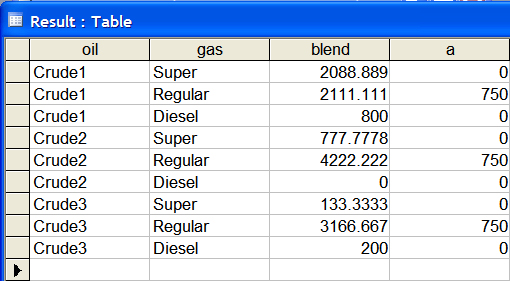 Result : Table
oil gas blend a
Crude1 Super 2088.889 0
Crude1 Regular 2111.111 750
Crude1 Diesel 800 0
Crude2 Super 777.7778 0
Crude2 Regular 4222.222 750
Crude2 Diesel 0 0
Crude3 Super 133.3333 0
Crude3 Regular 3166.667 750
Crude3 Diesel 200 0